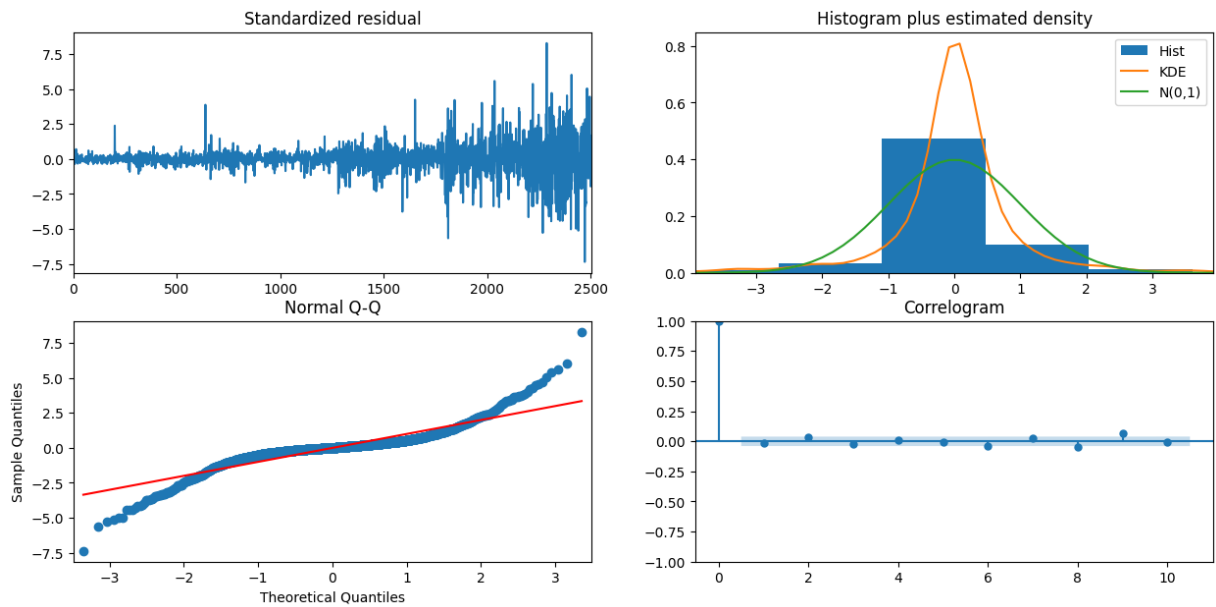 Standardized residual
7.5
5.0
2.5
0.0
−2.5
−5.0
−7.5
0 500 1000 1500 2000 2500
Histogram plus estimated density
Hist
KDE
N(0,1)
0.8
0.6
0.4
0.2
0.0
−3 −2 −1 0 1 2 3
Normal Q-Q
Sample Quantiles
7.5
5.0
2.5
0.0
−2.5
−5.0
−7.5
−3 −2 −1 0 1 2 3
Theoretical Quantiles
Correlogram
1.00
0.75
0.50
0.25
0.00
−0.25
−0.50
−0.75
−1.00
0 2 4 6 8 10